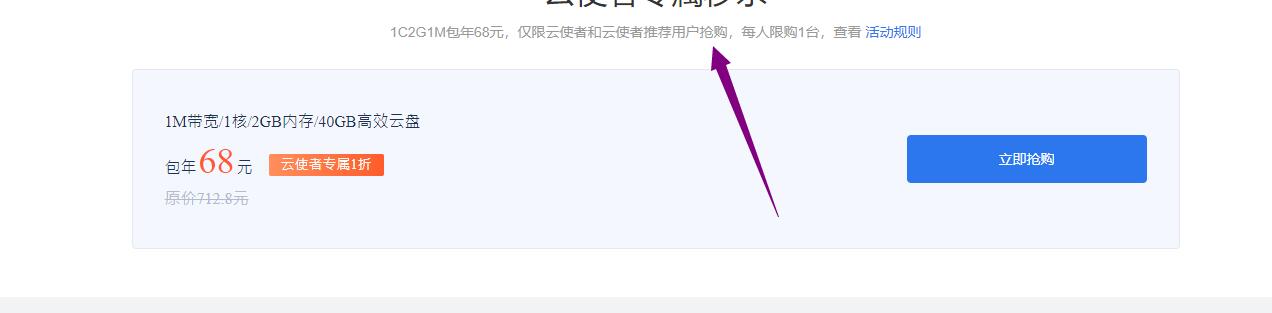 1C2G1M包年68元，仅限云使者和云使者推荐用户抢购，每人限购1台，查看 活动规则
1M带宽/1核/2GB内存/40GB高效云盘
包年68元 云使者专属1折
原价712.8元
立即抢购